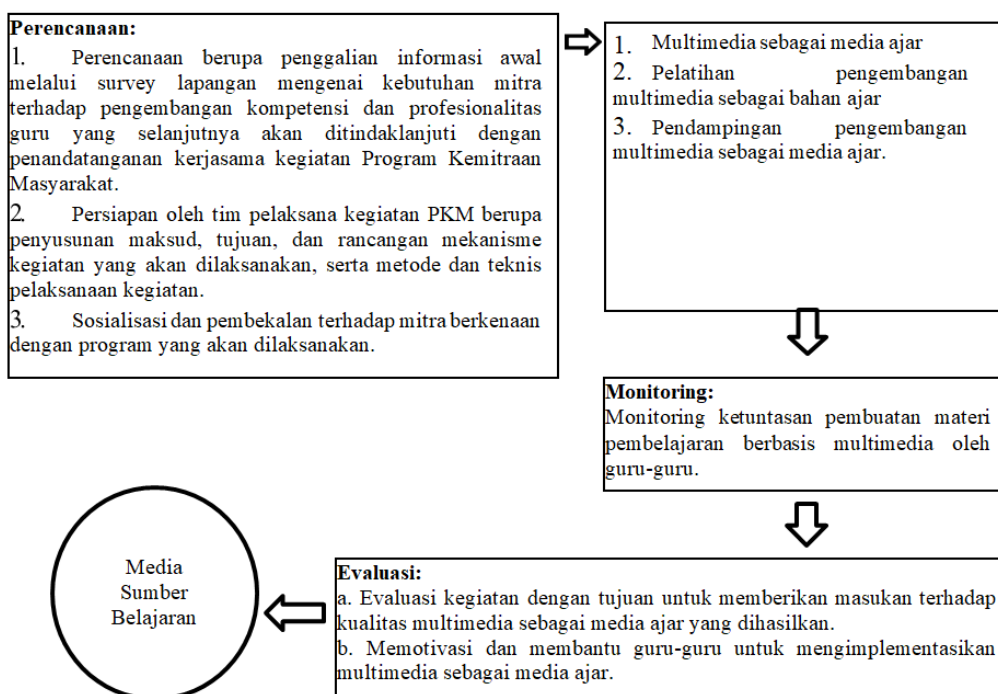 Perencanaan:
1. Perencanaan berupa penggalian informasi awal
melalui survey lapangan mengenai kebutuhan mitra
terhadap pengembangan kompetensi dan profesionalitas
guru yang selanjutnya akan ditindaklanjuti dengan
penandatanganan kerjasama kegiatan Program Kemitraan
Masyarakat.
2. Persiapan oleh tim pelaksana kegiatan PKM berupa
penyusunan maksud, tujuan, dan rancangan mekanisme
kegiatan yang akan dilaksanakan, serta metode dan teknis
pelaksanaan kegiatan.
3. Sosialisasi dan pembekalan terhadap mitra berkenaan
dengan program yang akan dilaksanakan.
1. Multimedia sebagai media ajar
2. Pelatihan pengembangan
multimedia sebagai bahan ajar
3. Pendampingan pengembangan
multimedia sebagai media ajar.
Monitoring:
Monitoring ketuntasan pembuatan materi
pembelajaran berbasis multimedia oleh
guru-guru.
Evaluasi:
a. Evaluasi kegiatan dengan tujuan untuk memberikan masukan terhadap
kualitas multimedia sebagai media ajar yang dihasilkan.
b. Memotivasi dan membantu guru-guru untuk mengimplementasikan
multimedia sebagai media ajar.
Media
Sumber
Belajaran